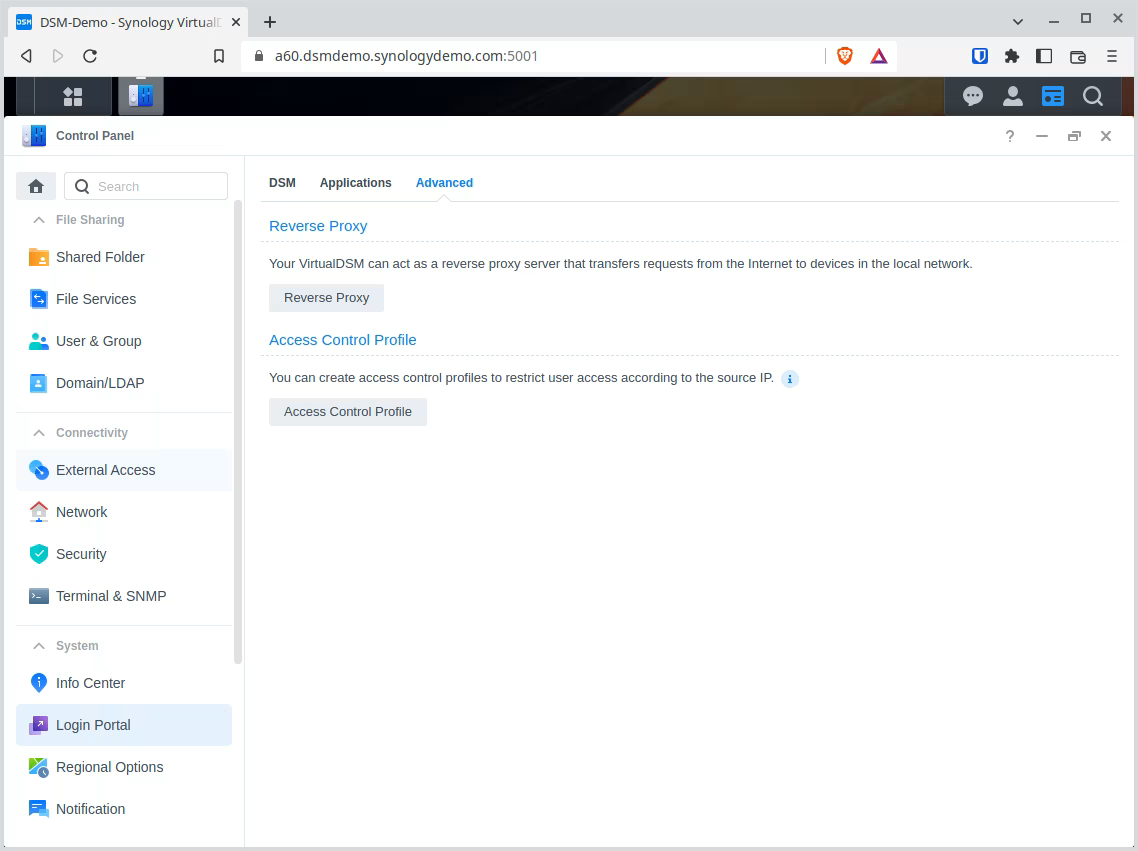 DSM
DSM-Demo - Synology Virtual
a60.dsmdemo.synologydemo.com:5001
Control Panel
Search
File Sharing
Shared Folder
File Services
User & Group
Domain/LDAP
Connectivity
External Access
Network
Security
Terminal & SNMP
System
Info Center
Login Portal
Regional Options
Notification
DSM Applications Advanced
Reverse Proxy
Your VirtualDSM can act as a reverse proxy server that transfers requests from the Internet to devices in the local network.
Reverse Proxy
Access Control Profile
You can create access control profiles to restrict user access according to the source IP.
Access Control Profile